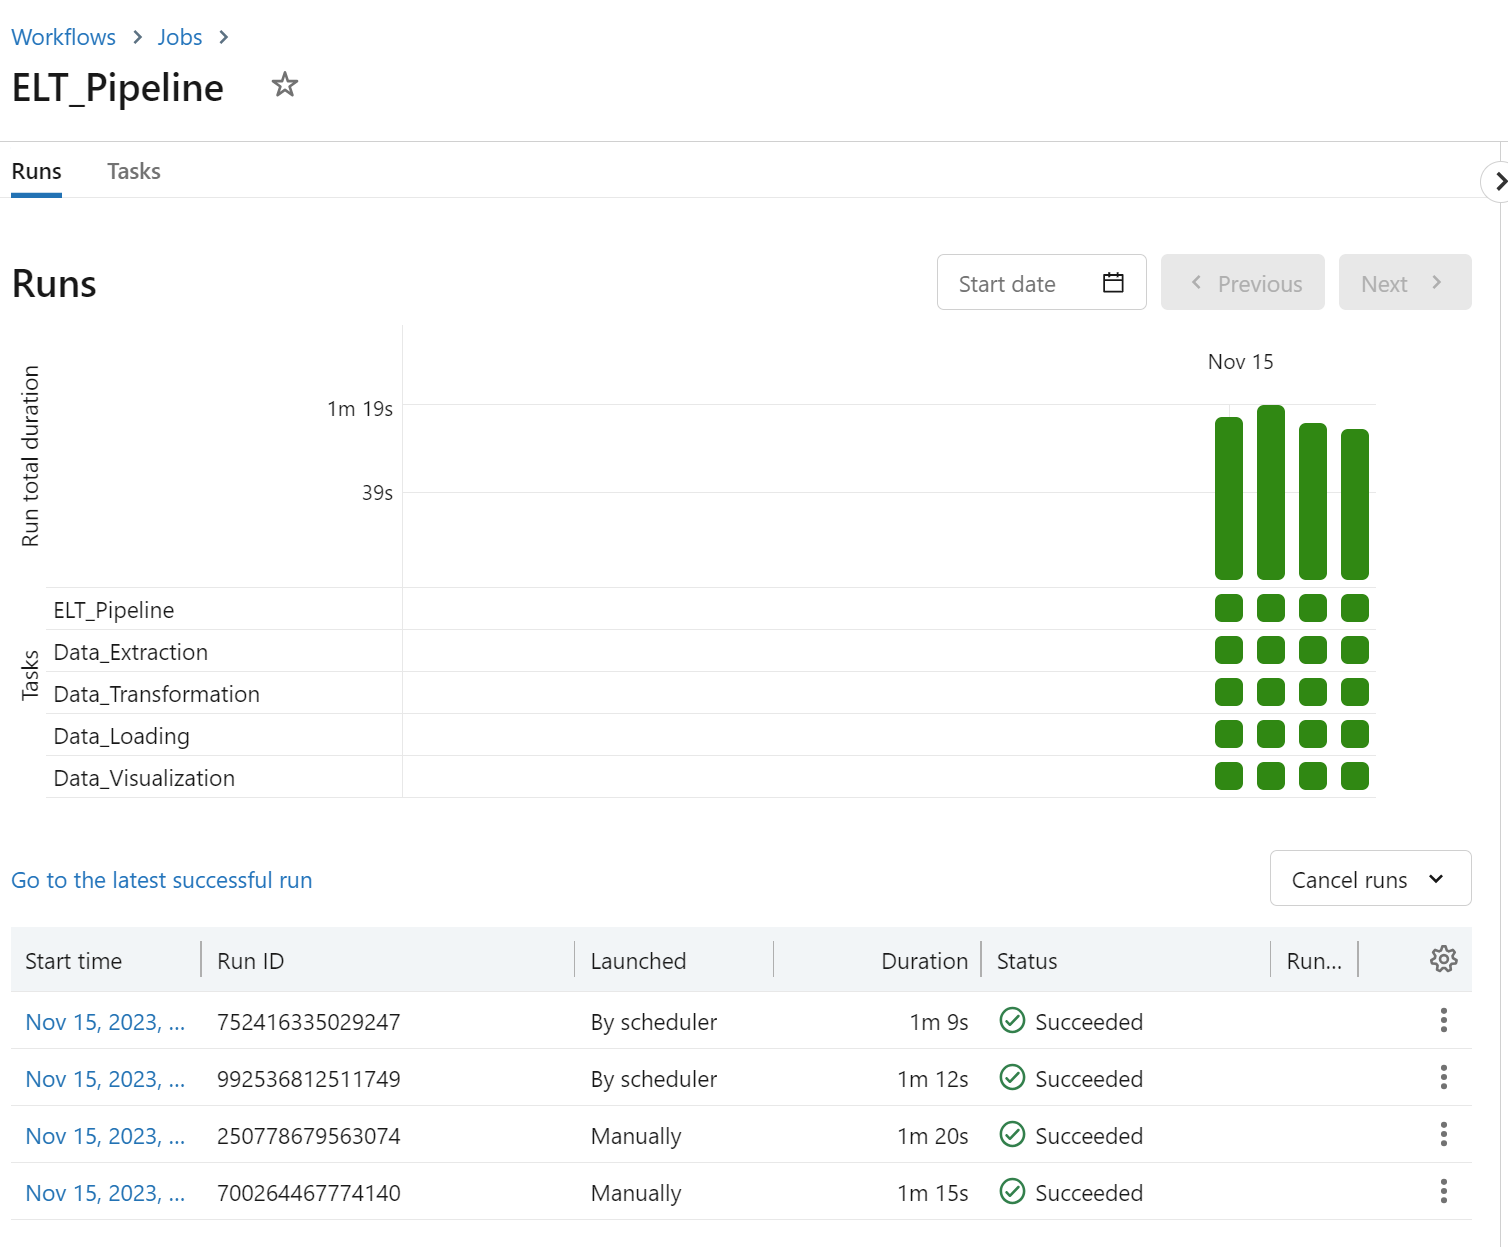 Workflows > Jobs >
ELT_Pipeline
Runs Tasks
Runs
Start date Previous Next
Nov 15
Run total duration
1m 19s
39s
Tasks
ELT_Pipeline
Data_Extraction
Data_Transformation
Data_Loading
Data_Visualization
Go to the latest successful run
Cancel runs
Start time Run ID Launched Duration Status Run...
Nov 15, 2023, ... 752416335029247 By scheduler 1m 9s Succeeded
Nov 15, 2023, ... 992536812511749 By scheduler 1m 12s Succeeded
Nov 15, 2023, ... 250778679563074 Manually 1m 20s Succeeded
Nov 15, 2023, ... 700264467774140 Manually 1m 15s Succeeded